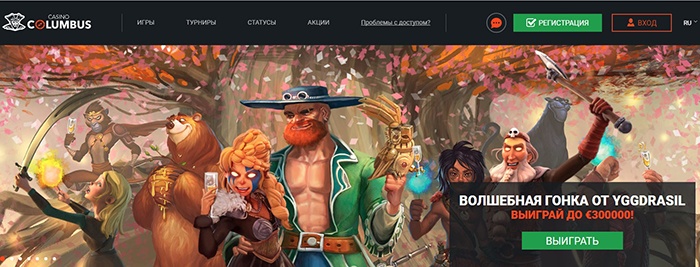 CASINO
COLUMBUS
ИГРЫ ТУРНИРЫ СТАТУСЫ АКЦИИ Проблемы с доступом? РЕГИСТРАЦИЯ ВХОД RU
ВОЛШЕБНАЯ ГОНКА ОТ YGGDRASIL
ВЫИГРАЙ ДО €300000!
ВЫИГРАТЬ